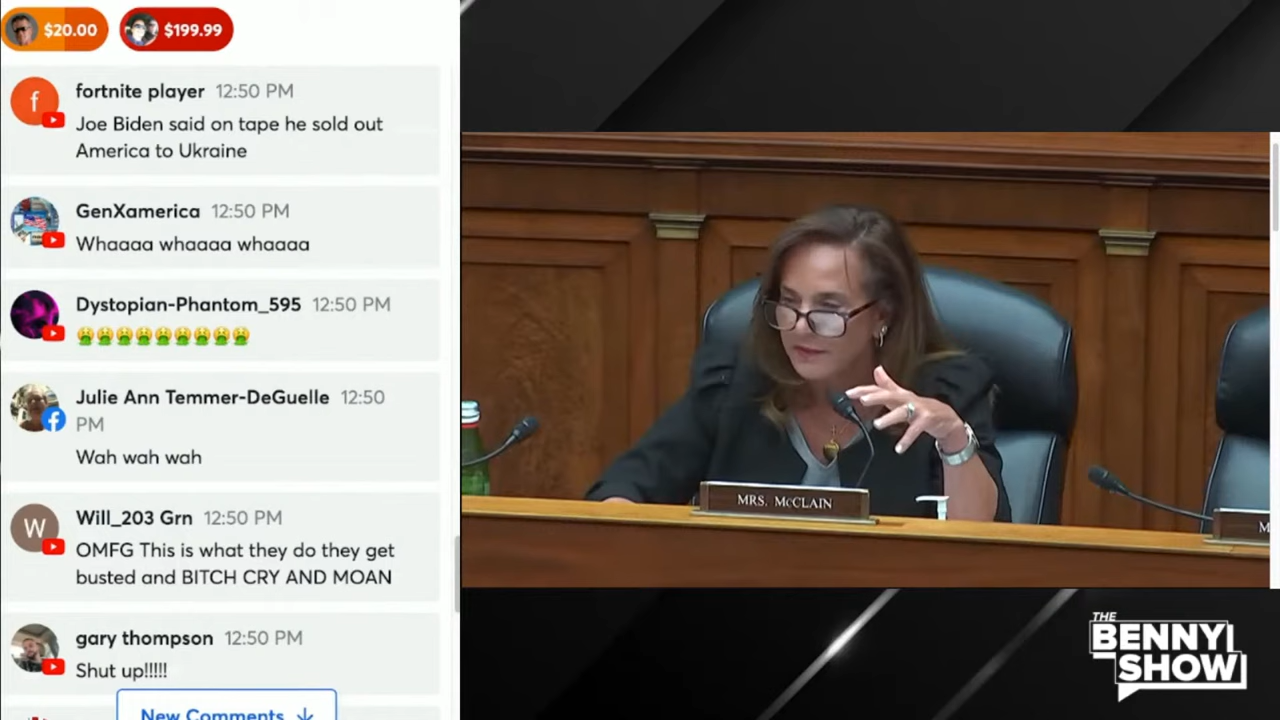 $20.00
$199.99
fortnite player 12:50 PM
Joe Biden said on tape he sold out
America to Ukraine
GenXamerica 12:50 PM
Whaaaa whaaaa whaaaa
Dystopian-Phantom_595 12:50 PM
🤮🤮🤮🤮🤮🤮🤮🤮🤮
Julie Ann Temmer-DeGuelle 12:50
PM
Wah wah wah
W
Will_203 Grn 12:50 PM
OMFG This is what they do they get
busted and BITCH CRY AND MOAN
gary thompson 12:50 PM
Shut up!!!!!
New Comments ↓
f
MRS. McCLAIN
M
THE
BENNY
SHOW